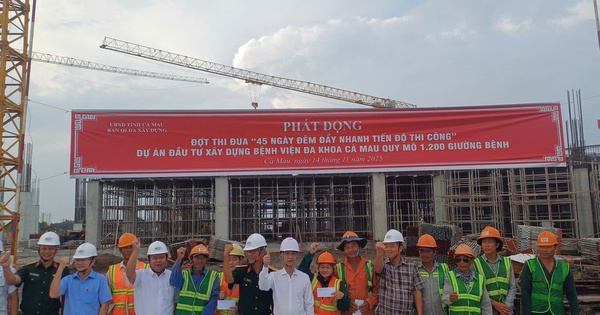 UBND TỈNH CÀ MAU
BAN QLDA XÂY DỰNG
PHÁT ĐỘNG
ĐỢT THI ĐUA "45 NGÀY ĐÊM ĐẨY NHANH TIẾN ĐỘ THI CÔNG"
DỰ ÁN ĐẦU TƯ XÂY DỰNG BỆNH VIỆN ĐA KHOA CÀ MAU QUY MÔ 1.200 GIƯỜNG BỆNH
Cà Mau, ngày 14 tháng 11 năm 2025